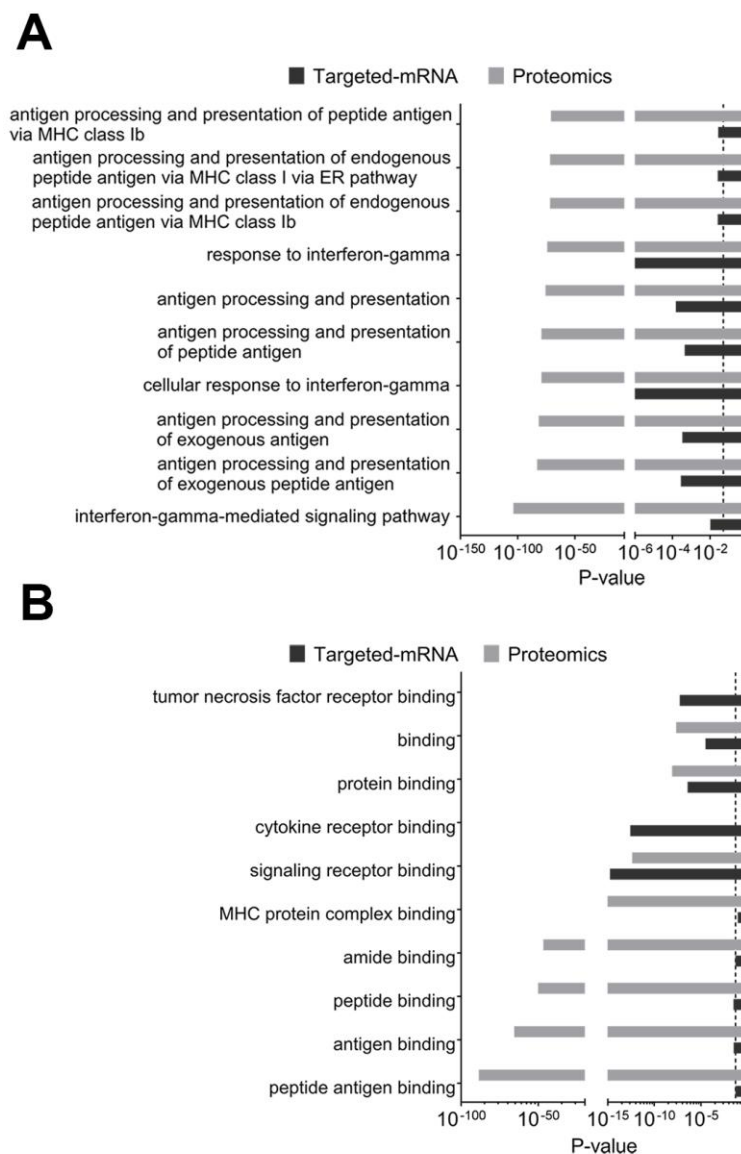 A
Targeted-mRNA Proteomics
antigen processing and presentation of peptide antigen
via MHC class Ib
antigen processing and presentation of endogenous
peptide antigen via MHC class I via ER pathway
antigen processing and presentation of endogenous
peptide antigen via MHC class Ib
response to interferon-gamma
antigen processing and presentation
antigen processing and presentation
of peptide antigen
cellular response to interferon-gamma
antigen processing and presentation
of exogenous antigen
antigen processing and presentation
of exogenous peptide antigen
interferon-gamma-mediated signaling pathway
10⁻¹⁵⁰ 10⁻¹⁰⁰ 10⁻⁵⁰ 10⁻⁶ 10⁻⁴ 10⁻²
P-value
B
Targeted-mRNA Proteomics
tumor necrosis factor receptor binding
binding
protein binding
cytokine receptor binding
signaling receptor binding
MHC protein complex binding
amide binding
peptide binding
antigen binding
peptide antigen binding
10⁻¹⁰⁰ 10⁻⁵⁰ 10⁻¹⁵ 10⁻¹⁰ 10⁻⁵
P-value